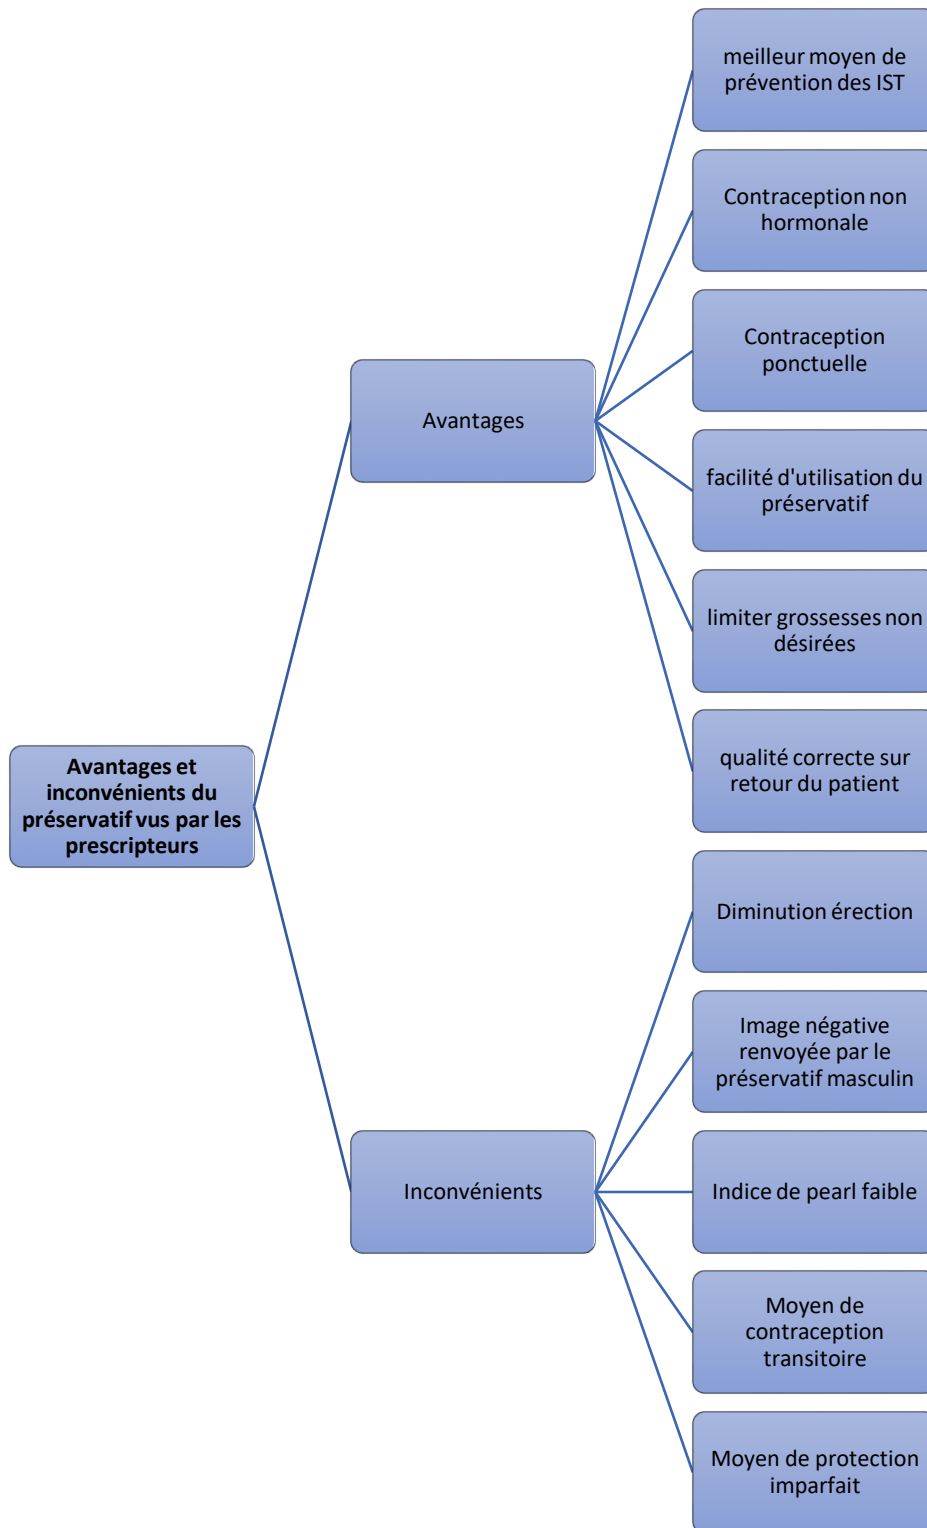 meilleur moyen de
prévention des IST
Contraception non
hormonale
Contraception
ponctuelle
Avantages
facilité d'utilisation du
préservatif
limiter grossesses non
désirées
qualité correcte sur
retour du patient
Avantages et
inconvénients du
préservatif vus par les
prescripteurs
Diminution érection
Image négative
renvoyée par le
préservatif masculin
Inconvénients
Indice de pearl faible
Moyen de
contraception
transitoire
Moyen de protection
imparfait